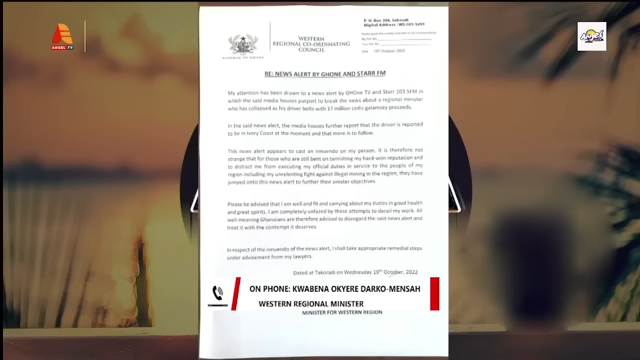 ANGEL TV
WESTERN
REGIONAL CO-ORDINATING
COUNCIL
P. O. Box 394, Sekondi
RE: NEWS ALERT BY GHONE AND STARR FM
My attention has been drawn to a news alert by GHOne TV and Starr 103.5FM in
which the said media houses purport to break the news about a regional minister
who has collapsed as his driver bolts with 17 million cedis galamsey proceeds.
In the said news alert, the media houses further report that the driver is reported
to be in Ivory Coast at the moment and that more is to follow.
This news alert appears to cast an innuendo on my person. It is therefore not
strange that for those who are still bent on tarnishing my hard-won reputation and
to distract me from executing my official duties in service to the people of my
region including my unrelenting fight against illegal mining in the region, they have
jumped onto this news alert to further their sinister objectives.
Please be advised that I am well and fit and carrying about my duties in good health
and great spirits. I am completely unfazed by these attempts to derail my work. All
well-meaning Ghanaians are therefore advised to disregard the said news alert and
treat it with the contempt it deserves.
In respect of the innuendo of the news alert, I shall take appropriate remedial steps
under advisement from my lawyers.
Dated at Takoradi on Wednesday 19th October, 2022
ON PHONE: KWABENA OKYERE DARKO-MENSAH
WESTERN REGIONAL MINISTER
MINISTER FOR WESTERN REGION